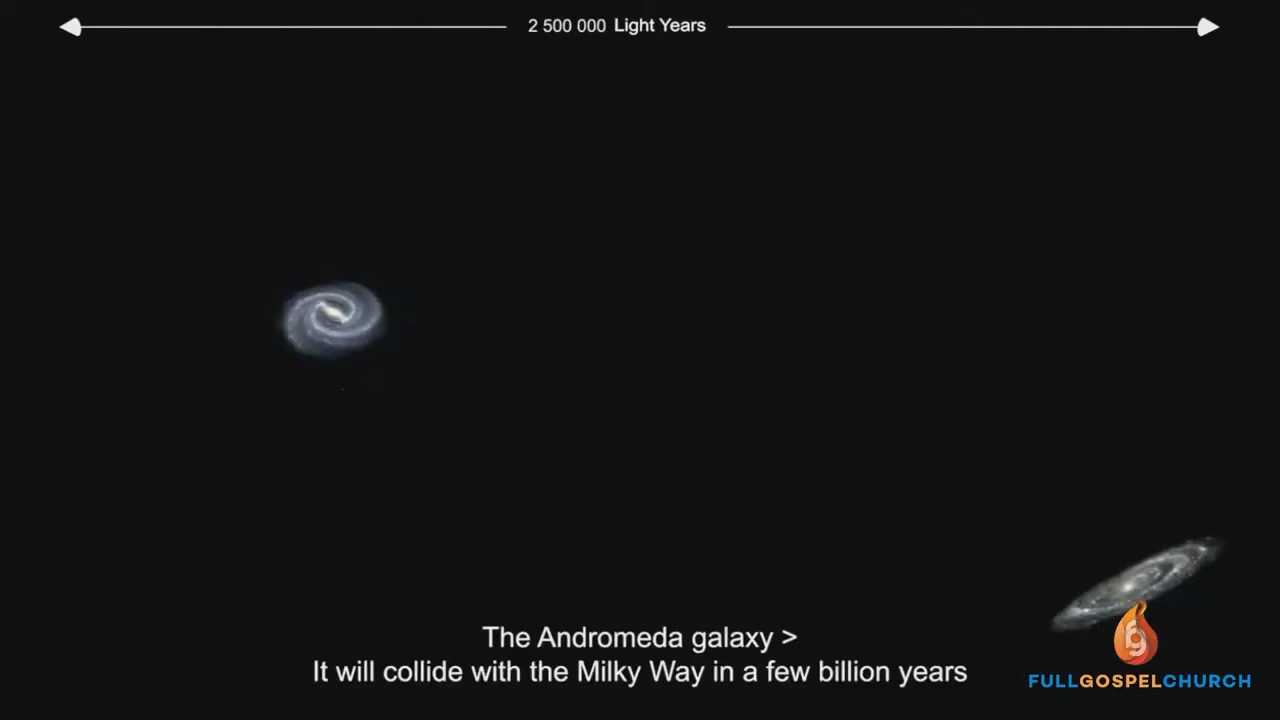 2 500 000 Light Years
The Andromeda galaxy >
It will collide with the Milky Way in a few billion years
FULLGOSPELCHURCH